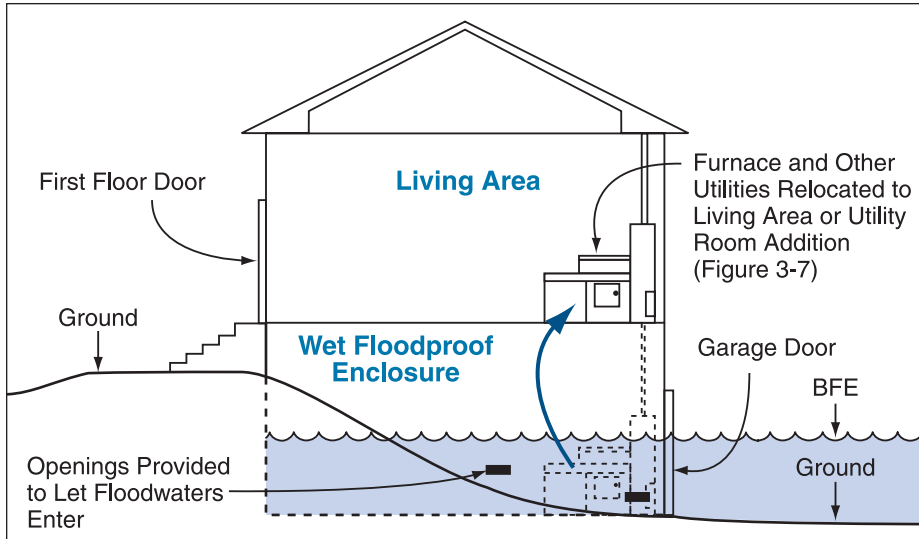 First Floor Door
Living Area
Furnace and Other
Utilities Relocated to
Living Area or Utility
Room Addition
(Figure 3-7)
Ground
Wet Floodproof
Enclosure
Garage Door
BFE
Openings Provided
to Let Floodwaters
Enter
Ground